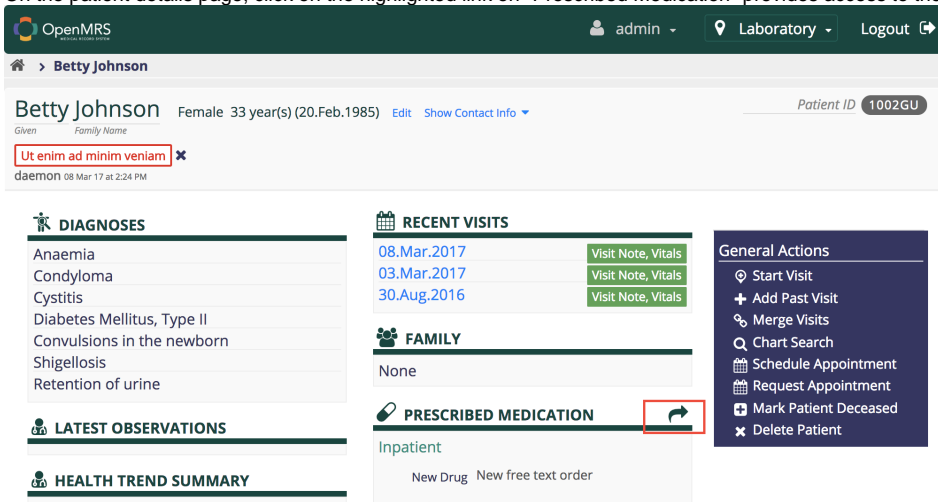 On the patient details page, click on the highlighted link on "Prescribed Medication" provides access to the
OpenMRS
MEDICAL RECORD SYSTEM
admin
Laboratory
Logout
> Betty Johnson
Betty Johnson Female 33 year(s) (20.Feb.1985) Edit Show Contact Info
Given Family Name
Patient ID 1002GU
Ut enim ad minim veniam
daemon 08 Mar 17 at 2:24 PM
DIAGNOSES
Anaemia
Condyloma
Cystitis
Diabetes Mellitus, Type II
Convulsions in the newborn
Shigellosis
Retention of urine
LATEST OBSERVATIONS
HEALTH TREND SUMMARY
RECENT VISITS
08.Mar.2017 Visit Note, Vitals
03.Mar.2017 Visit Note, Vitals
30.Aug.2016 Visit Note, Vitals
FAMILY
None
PRESCRIBED MEDICATION
Inpatient
New Drug New free text order
General Actions
Start Visit
Add Past Visit
Merge Visits
Chart Search
Schedule Appointment
Request Appointment
Mark Patient Deceased
Delete Patient